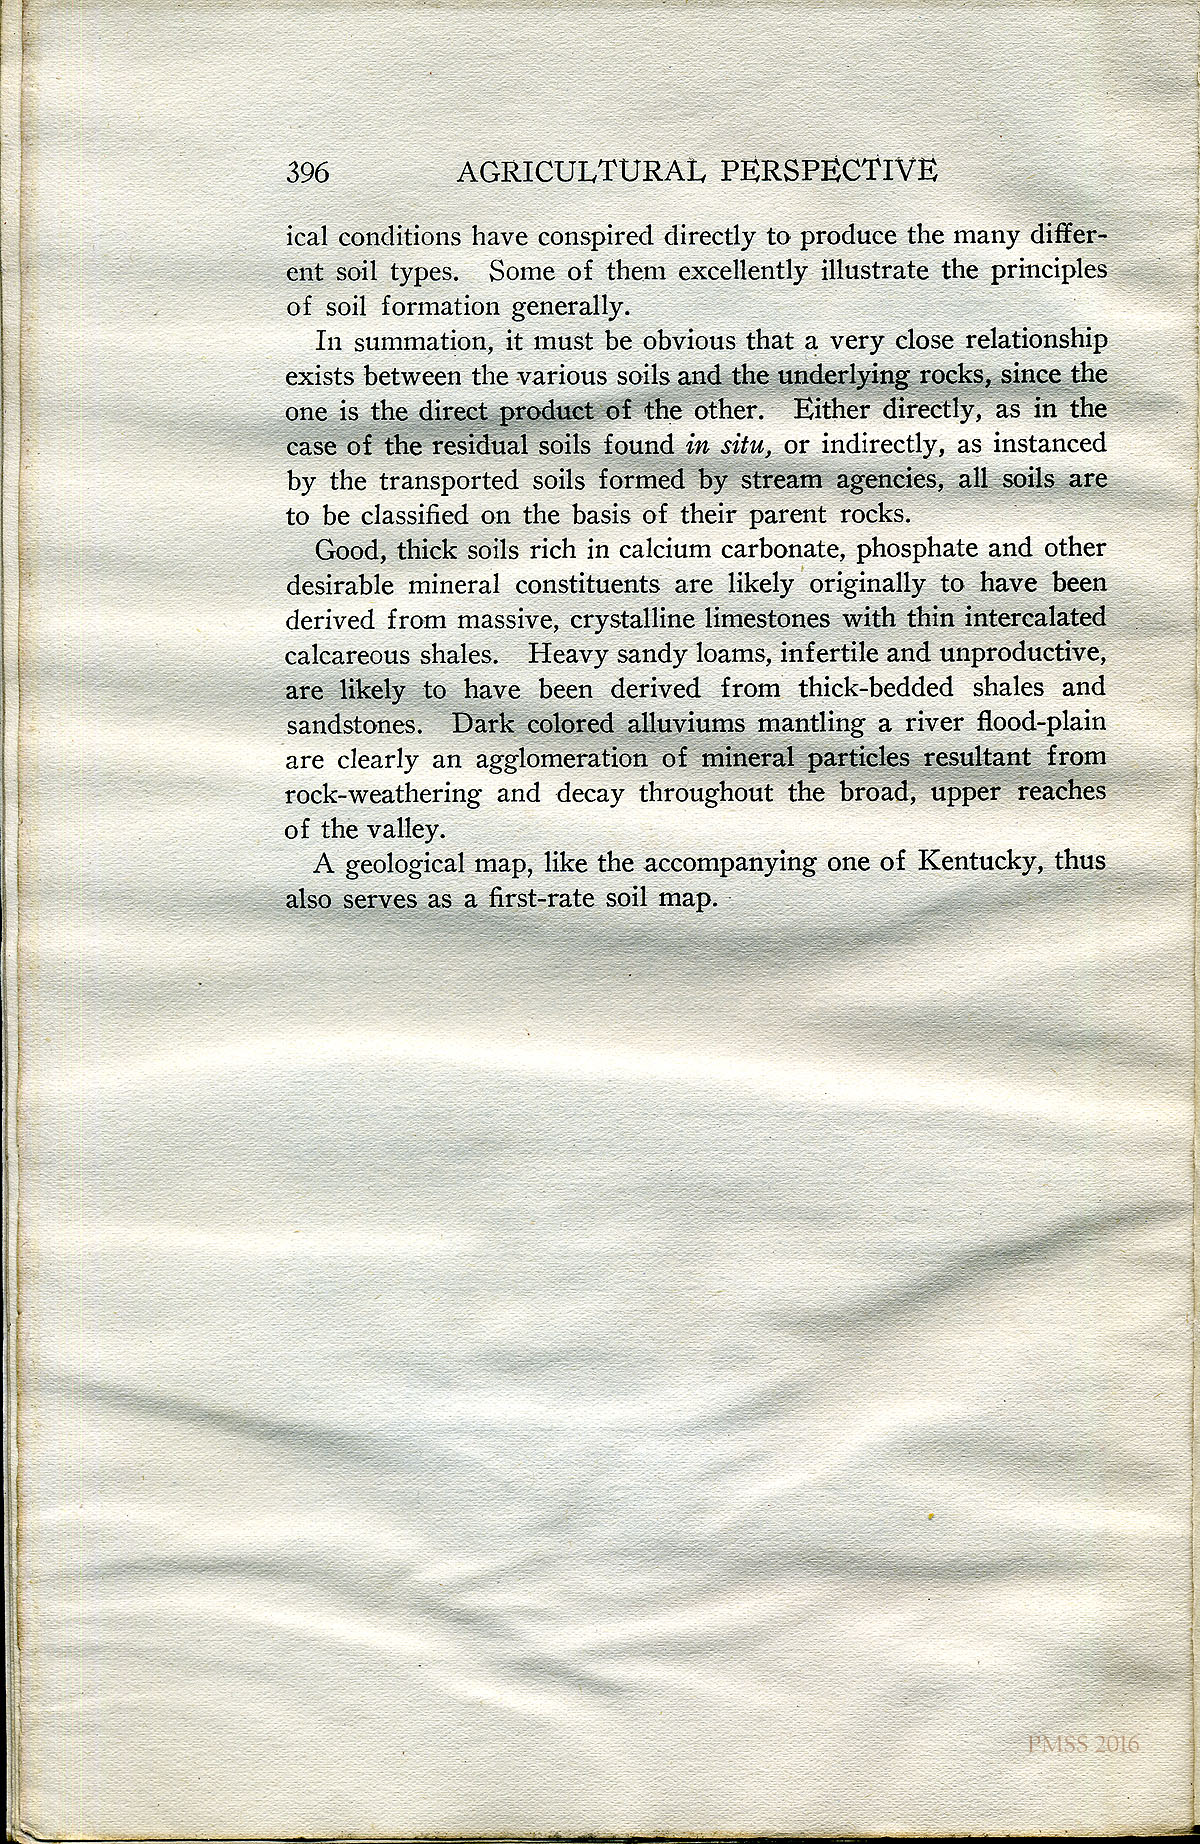 396 AGRICULTURAL PERSPECTIVE
ical conditions have conspired directly to produce the many differ-
ent soil types. Some of them excellently illustrate the principles
of soil formation generally.
In summation, it must be obvious that a very close relationship
exists between the various soils and the underlying rocks, since the
one is the direct product of the other. Either directly, as in the
case of the residual soils found in situ, or indirectly, as instanced
by the transported soils formed by stream agencies, all soils are
to be classified on the basis of their parent rocks.
Good, thick soils rich in calcium carbonate, phosphate and other
desirable mineral constituents are likely originally to have been
derived from massive, crystalline limestones with thin intercalated
calcareous shales. Heavy sandy loams, infertile and unproductive,
are likely to have been derived from thick-bedded shales and
sandstones. Dark colored alluviums mantling a river flood-plain
are clearly an agglomeration of mineral particles resultant from
rock-weathering and decay throughout the broad, upper reaches
of the valley.
A geological map, like the accompanying one of Kentucky, thus
also serves as a first-rate soil map.
PMSS 2016